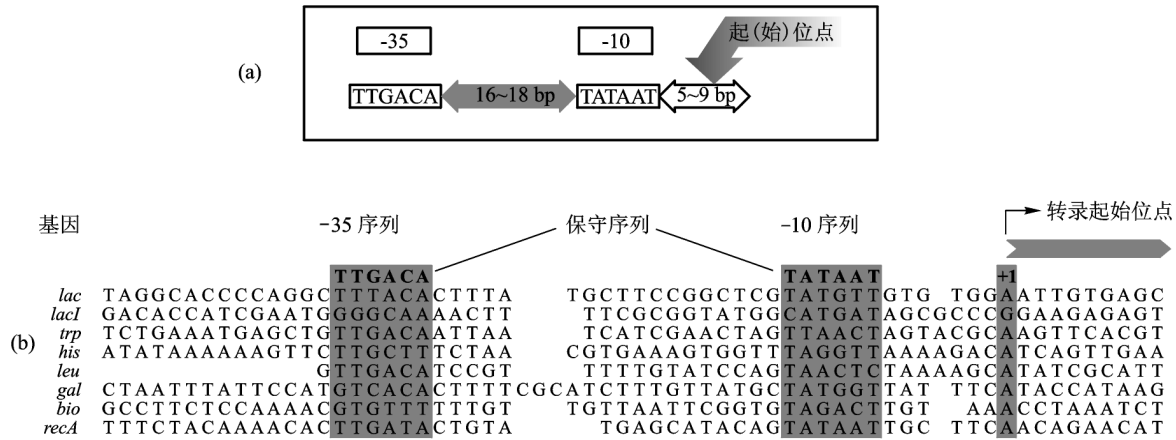 起(始)位点
-35 -10
(a)
TTGACA 16~18 bp TATAAT 5~9 bp
基因 -35 序列 保守序列 -10 序列 转录起始位点
TTGACA TATAAT +1
lac TAGGCACCCCAGGCTTTACACTTTA TGCTTCCGGCTCGTATGTTGTG TGGAATTGTGAGC
lacI GACACCATCGAATGGGGCAAAACTT TTCGCGGTATGGCATGATAGCGCCCGGAAGAGAGT
(b)
trp TCTGAAATGAGCTGTTGACAATTAA TCATCGAACTAGTTAACTAGTACGCAAGTTCACGT
his ATATAAAAAAGTTCTTGCTTTCTAA CGTGAAAGTGGTTTAGGTTAAAAGACATCAGTTGAA
leu GTTGACATCCGT TTTTGTATCCAGTAACTCTAAAAGCATATCGCATT
gal CTAATTTATTCCATGTCACACTTTTCGCATCTTTGTTATGCTATGGTTAT TTCATACCATAAG
bio GCCTTCTCCAAAACGTGTTTTTTGT TGTTAATTCGGTGTAGACTTGT AAACCTAAATCT
recA TTTCTACAAAACACTTGATACTGTA TGAGCATACAGTATAATTGC TTCAACAGAACAT